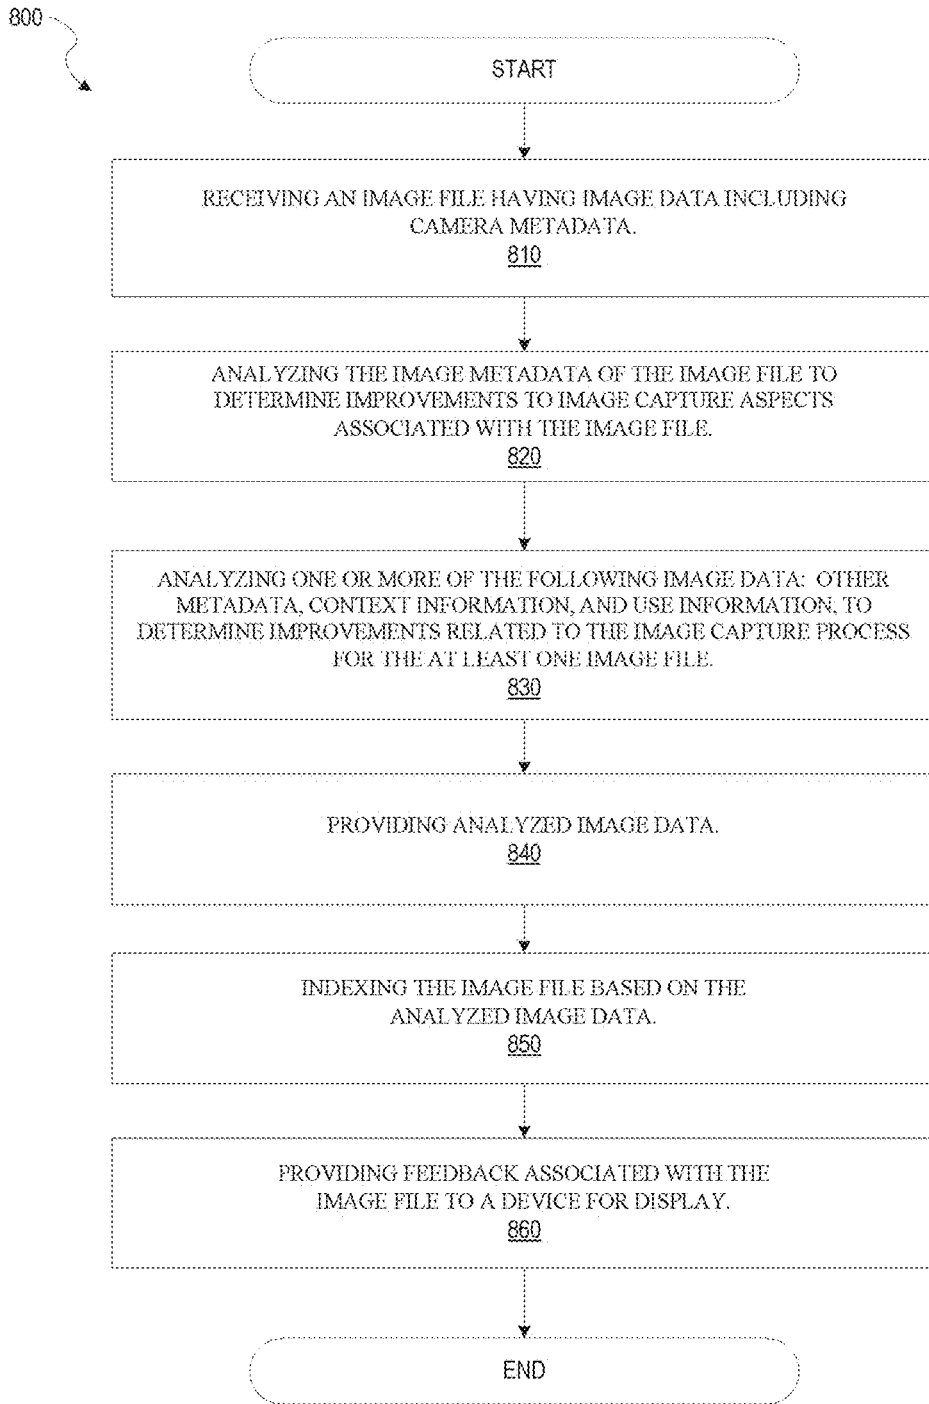 800
START
RECEIVING AN IMAGE FILE HAVING IMAGE DATA INCLUDING
CAMERA METADATA.
810
ANALYZING THE IMAGE METADATA OF THE IMAGE FILE TO
DETERMINE IMPROVEMENTS TO IMAGE CAPTURE ASPECTS
ASSOCIATED WITH THE IMAGE FILE.
820
ANALYZING ONE OR MORE OF THE FOLLOWING IMAGE DATA: OTHER
METADATA, CONTEXT INFORMATION, AND USE INFORMATION, TO
DETERMINE IMPROVEMENTS RELATED TO THE IMAGE CAPTURE PROCESS
FOR THE AT LEAST ONE IMAGE FILE.
830
PROVIDING ANALYZED IMAGE DATA.
840
INDEXING THE IMAGE FILE BASED ON THE
ANALYZED IMAGE DATA.
850
PROVIDING FEEDBACK ASSOCIATED WITH THE
IMAGE FILE TO A DEVICE FOR DISPLAY.
860
END